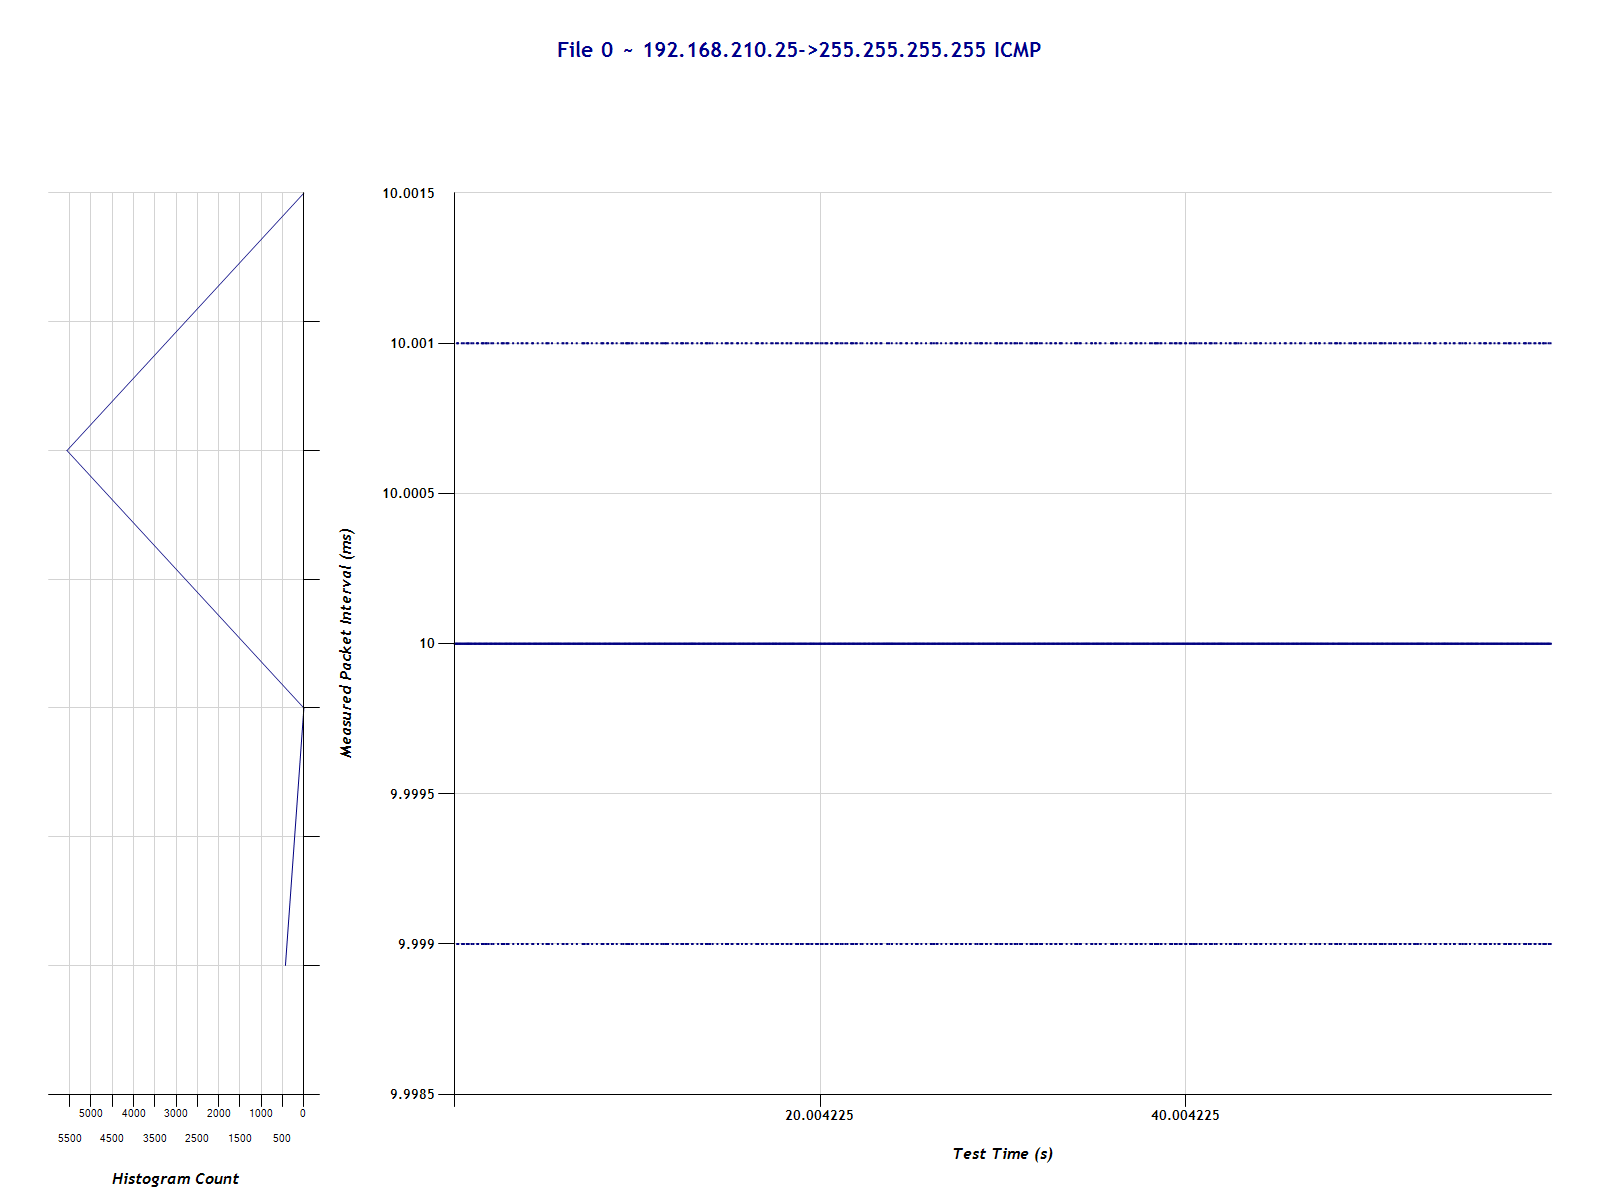 File 0 ~ 192.168.210.25->255.255.255.255 ICMP
10.0015
10.001
10.0005
10
9.9995
9.999
9.9985
Measured Packet Interval (ms)
5000 4000 3000 2000 1000 0
5500 4500 3500 2500 1500 500
Histogram Count
20.004225 40.004225
Test Time (s)